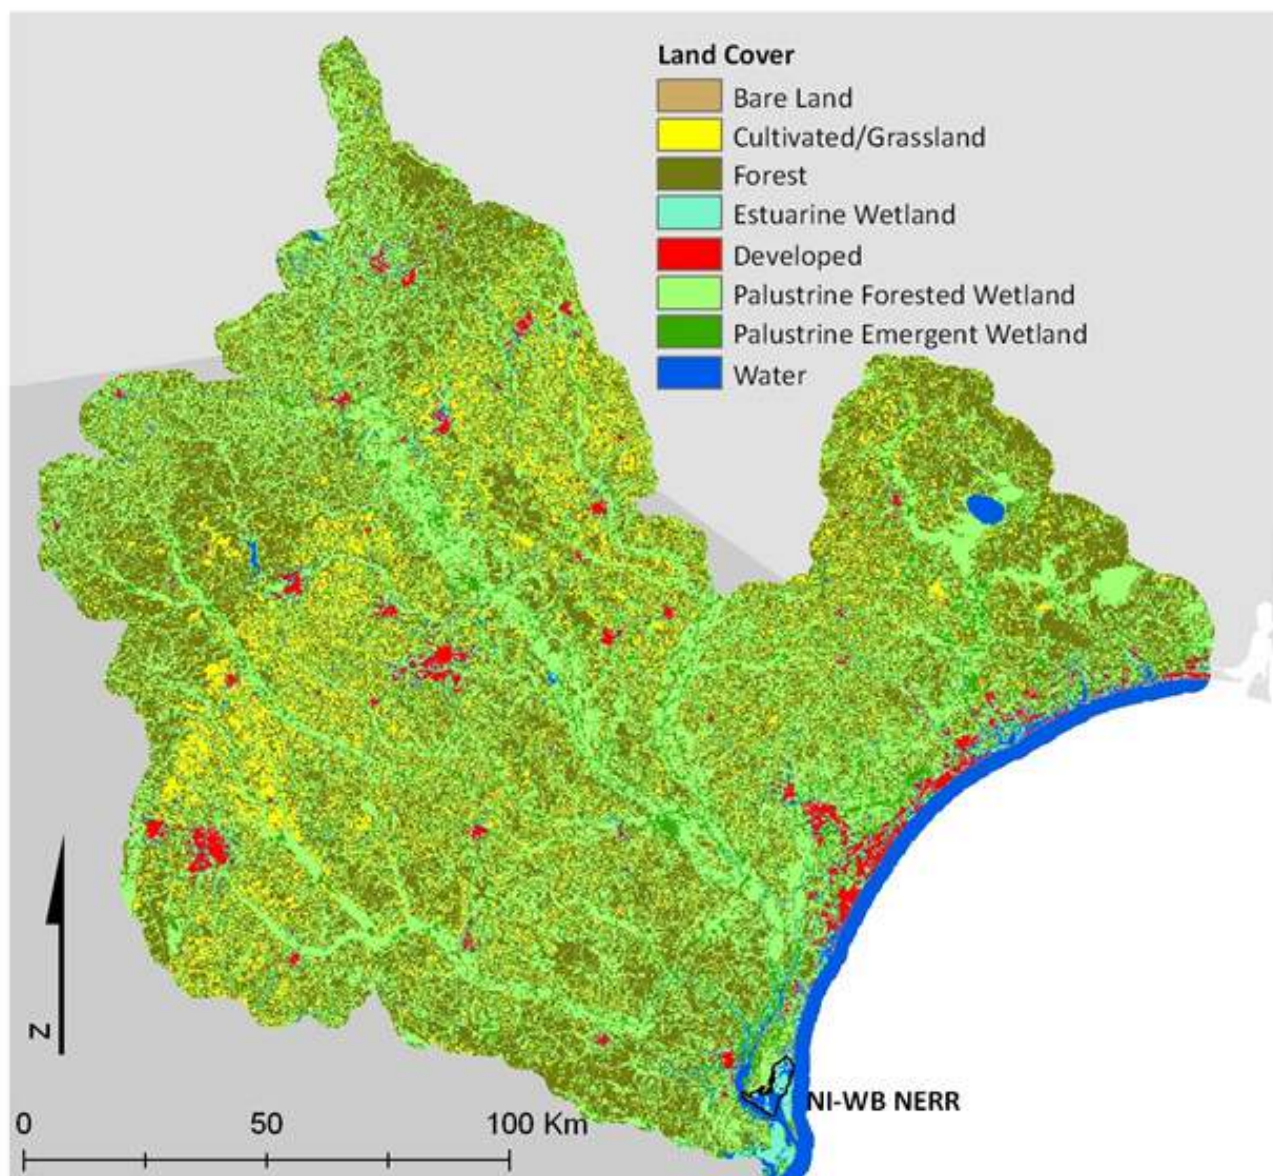 Land Cover
Bare Land
Cultivated/Grassland
Forest
Estuarine Wetland
Developed
Palustrine Forested Wetland
Palustrine Emergent Wetland
Water
N
NI-WB NERR
0 50 100 Km